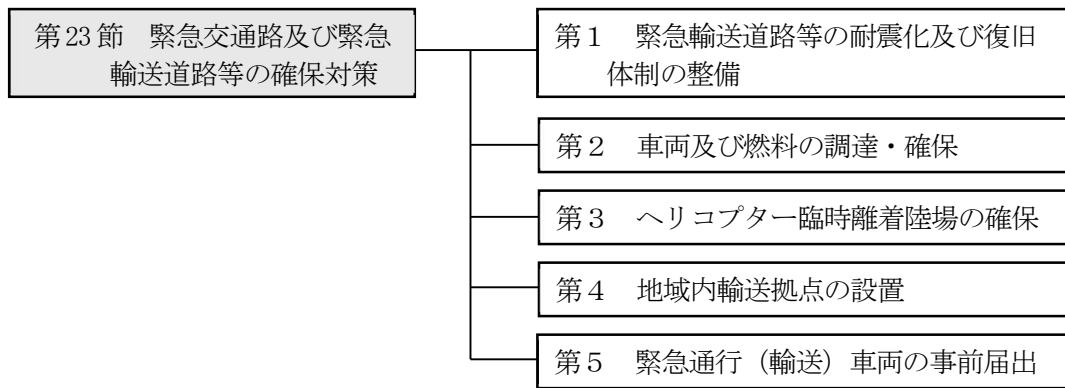 第23節　緊急交通路及び緊急
輸送道路等の確保対策
第１　緊急輸送道路等の耐震化及び復旧
体制の整備
第２　車両及び燃料の調達・確保
第３　ヘリコプター臨時離着陸場の確保
第４　地域内輸送拠点の設置
第５　緊急通行（輸送）車両の事前届出